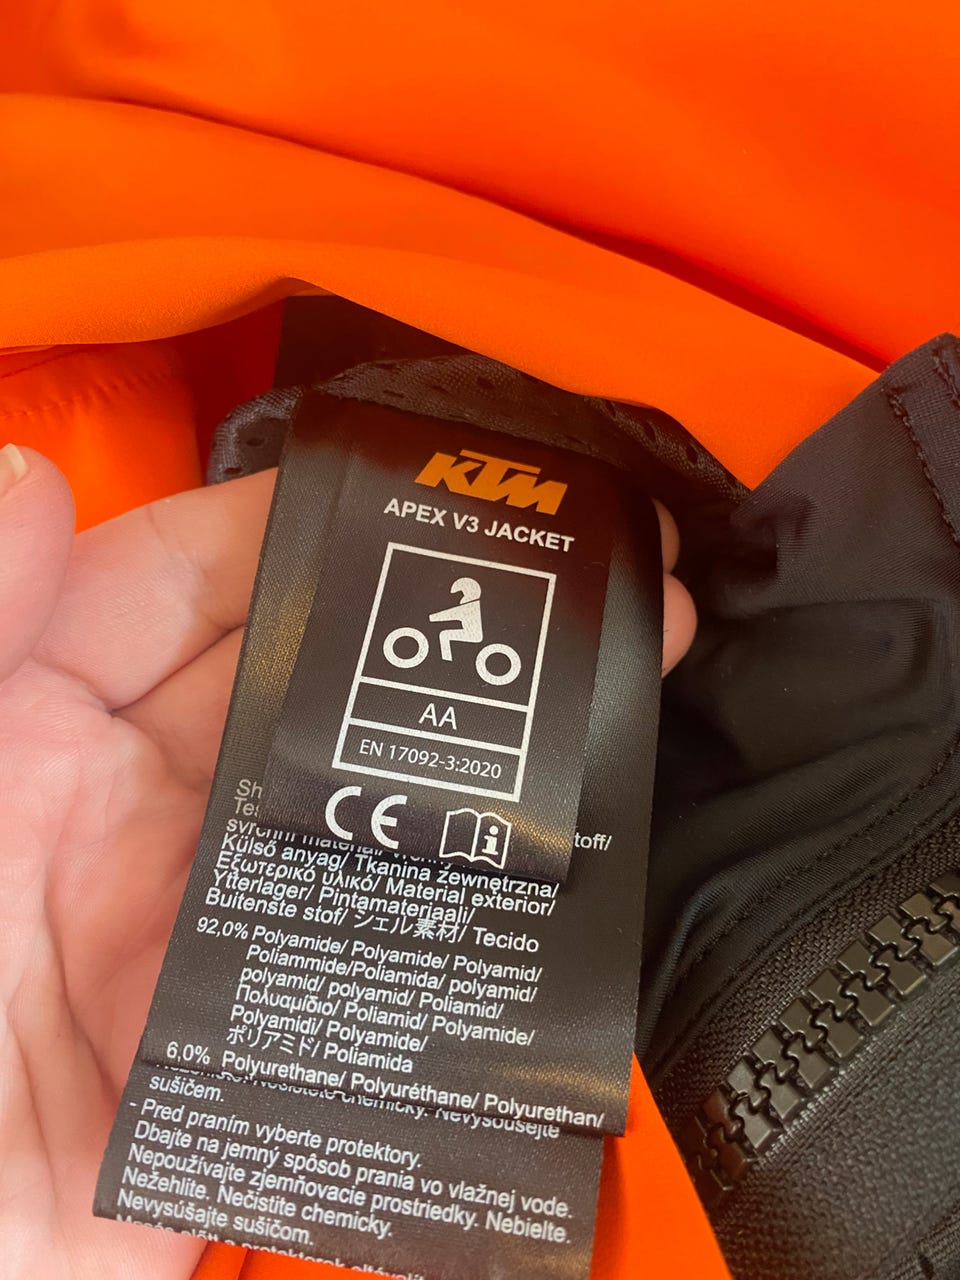 KTM
APEX V3 JACKET
AA
EN 17092-3:2020
CE
i
toff/
Külső anyag/ Tkanina zewnętrzna/
Εξωτερικό υλικό/ Material exterior/
Ytterlager/ Pintamateriaali/
Buitenste stof/ シェル素材/ Tecido
92,0% Polyamide/ Polyamide/ Polyamid/
Poliammide/Poliamida/ polyamid/
polyamid/ polyamid/ Poliamid/
Πολυαμίδιο/ Poliamid/ Polyamide/
Polyamidi/ Polyamide/
ポリアミド/ Poliamida
6,0% Polyurethane/ Polyuréthane/ Polyurethan/
chemicky. Nevysoušejte
sušičem.
- Pred praním vyberte protektory.
Dbajte na jemný spôsob prania vo vlažnej vode.
Nepoužívajte zjemňovacie prostriedky. Nebielte.
Nežehlite. Nečistite chemicky.
Nevysúšajte sušičom.